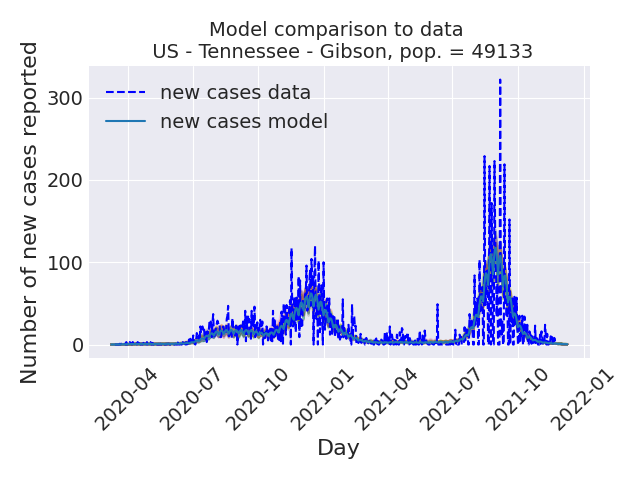 Model comparison to data
US - Tennessee - Gibson, pop. = 49133
Number of new cases reported
300
200
100
0
new cases data
new cases model
2020-04
2020-07
2020-10
2021-01
2021-04
2021-07
2021-10
2022-01
Day